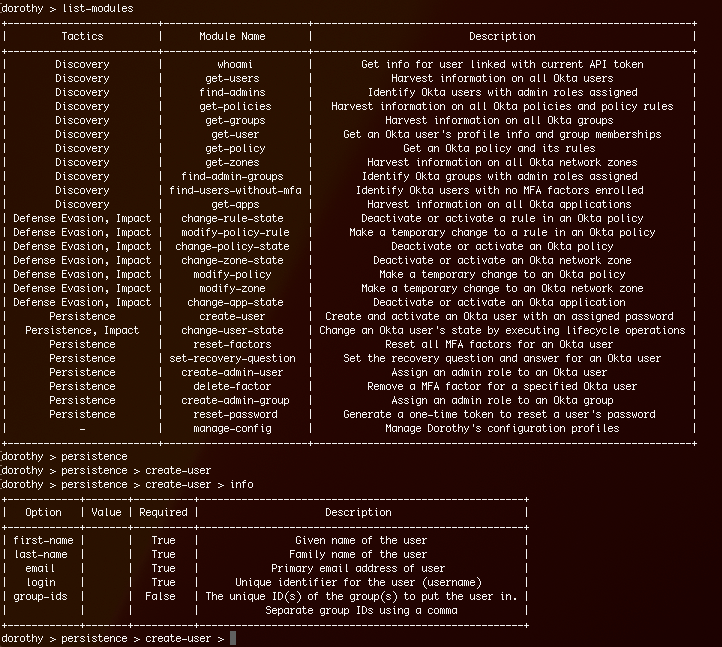 dorothy > list-modules
+----------------------+------------------------+-----------------------------------------------------------+
| Tactics | Module Name | Description |
+----------------------+------------------------+-----------------------------------------------------------+
| Discovery | whoami | Get info for user linked with current API token |
| Discovery | get-users | Harvest information on all Okta users |
| Discovery | find-admins | Identify Okta users with admin roles assigned |
| Discovery | get-policies | Harvest information on all Okta policies and policy rules |
| Discovery | get-groups | Harvest information on all Okta groups |
| Discovery | get-user | Get an Okta user's profile info and group memberships |
| Discovery | get-policy | Get an Okta policy and its rules |
| Discovery | get-zones | Harvest information on all Okta network zones |
| Discovery | find-admin-groups | Identify Okta groups with admin roles assigned |
| Discovery | find-users-without-mfa | Identify Okta users with no MFA factors enrolled |
| Discovery | get-apps | Harvest information on all Okta applications |
| Defense Evasion, Impact | change-rule-state | Deactivate or activate a rule in an Okta policy |
| Defense Evasion, Impact | modify-policy-rule | Make a temporary change to a rule in an Okta policy |
| Defense Evasion, Impact | change-policy-state | Deactivate or activate an Okta policy |
| Defense Evasion, Impact | change-zone-state | Deactivate or activate an Okta network zone |
| Defense Evasion, Impact | modify-policy | Make a temporary change to an Okta policy |
| Defense Evasion, Impact | modify-zone | Make a temporary change to an Okta network zone |
| Defense Evasion, Impact | change-app-state | Deactivate or activate an Okta application |
| Persistence | create-user | Create and activate an Okta user with an assigned password |
| Persistence, Impact | change-user-state | Change an Okta user's state by executing lifecycle operations |
| Persistence | reset-factors | Reset all MFA factors for an Okta user |
| Persistence | set-recovery-question | Set the recovery question and answer for an Okta user |
| Persistence | create-admin-user | Assign an admin role to an Okta user |
| Persistence | delete-factor | Remove a MFA factor for a specified Okta user |
| Persistence | create-admin-group | Assign an admin role to an Okta group |
| Persistence | reset-password | Generate a one-time token to reset a user's password |
| - | manage-config | Manage Dorothy's configuration profiles |
+----------------------+------------------------+-----------------------------------------------------------+
dorothy > persistence
dorothy > persistence > create-user
dorothy > persistence > create-user > info
+------------+-------+----------+--------------------------------------------------+
| Option | Value | Required | Description |
+------------+-------+----------+--------------------------------------------------+
| first-name | | True | Given name of the user |
| last-name | | True | Family name of the user |
| email | | True | Primary email address of user |
| login | | True | Unique identifier for the user (username) |
| group-ids | | False | The unique ID(s) of the group(s) to put the user in. |
| | | | Separate group IDs using a comma |
+------------+-------+----------+--------------------------------------------------+
dorothy > persistence > create-user >